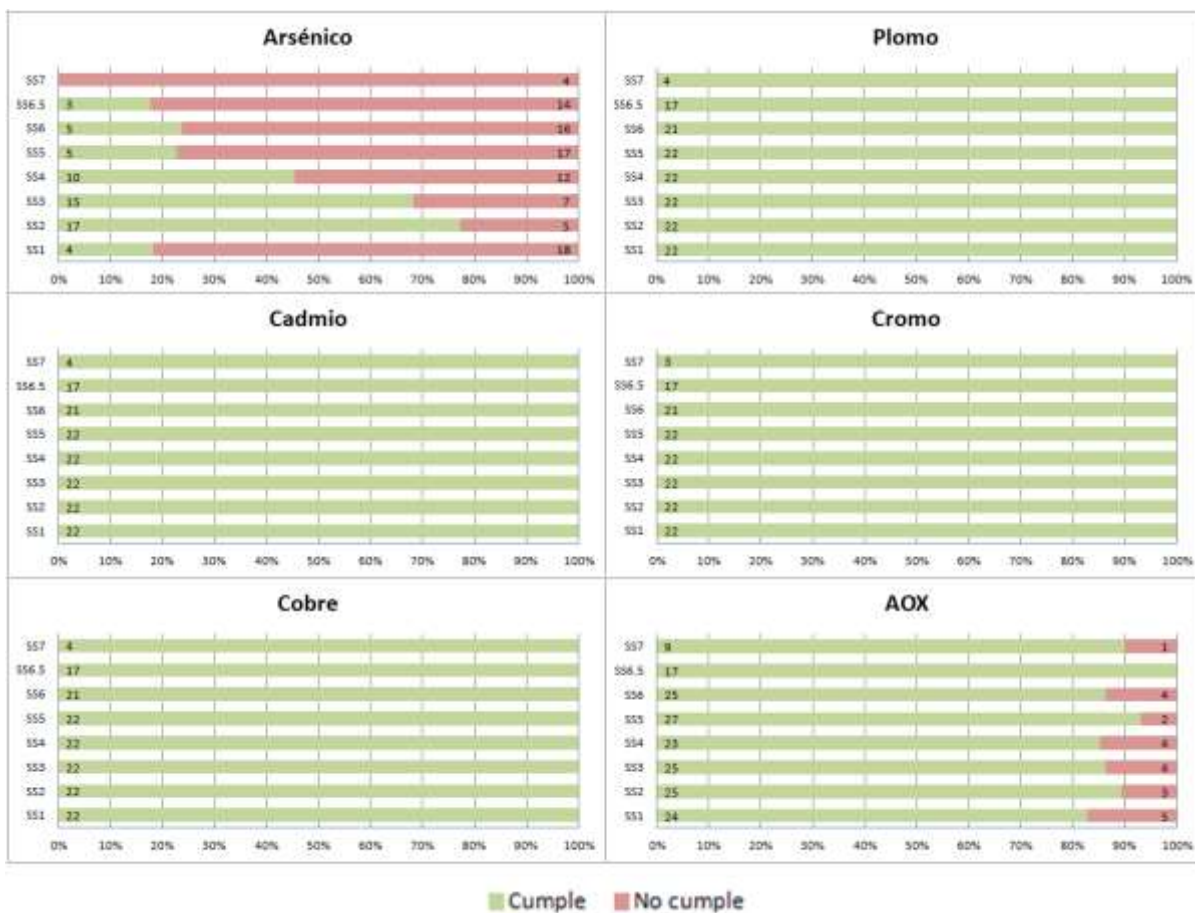 Arsénico
SS7 4
SS6.5 3 14
SS6 5 16
SS5 5 17
SS4 10 12
SS3 15 7
SS2 17 5
SS1 4 18
0% 10% 20% 30% 40% 50% 60% 70% 80% 90% 100%
Plomo
SS7 4
SS6.5 17
SS6 21
SS5 22
SS4 22
SS3 22
SS2 22
SS1 22
0% 10% 20% 30% 40% 50% 60% 70% 80% 90% 100%
Cadmio
SS7 4
SS6.5 17
SS6 21
SS5 22
SS4 22
SS3 22
SS2 22
SS1 22
0% 10% 20% 30% 40% 50% 60% 70% 80% 90% 100%
Cromo
SS7
SS6.5 17
SS6 21
SS5 22
SS4 22
SS3 22
SS2 22
SS1 22
0% 10% 20% 30% 40% 50% 60% 70% 80% 90% 100%
Cobre
SS7 4
SS6.5 17
SS6 21
SS5 22
SS4 22
SS3 22
SS2 22
SS1 22
0% 10% 20% 30% 40% 50% 60% 70% 80% 90% 100%
AOX
SS7 9 1
SS6.5 17
SS6 25 4
SS5 27 2
SS4 23 4
SS3 25 4
SS2 25 3
SS1 24 5
0% 10% 20% 30% 40% 50% 60% 70% 80% 90% 100%
Cumple No cumple